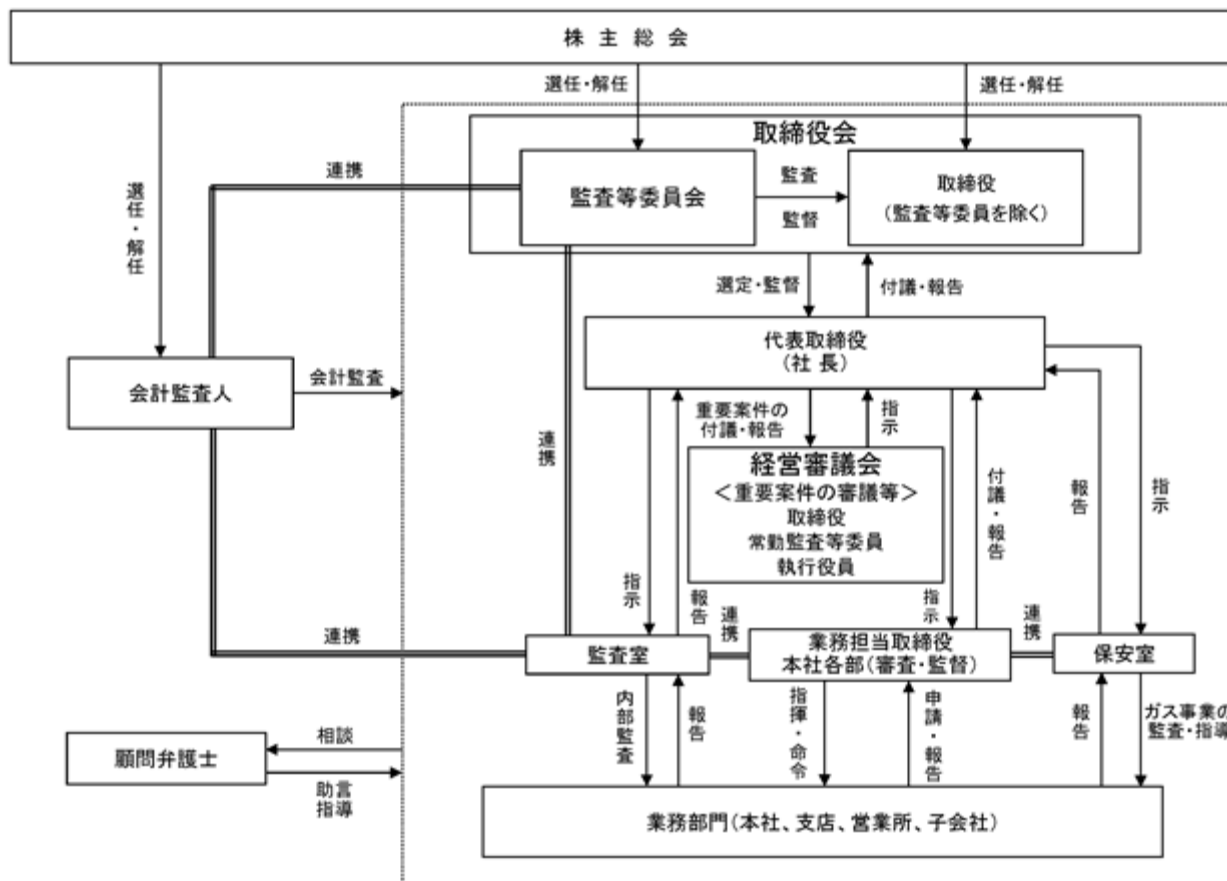 株主総会
選任・解任
選任・解任
選任・解任
取締役会
連携
監査等委員会
監査
監督
取締役
(監査等委員を除く)
選定・監督
付議・報告
代表取締役
(社長)
会計監査人
会計監査
重要案件の
付議・報告
指示
連携
経営審議会
<重要案件の審議等>
取締役
常勤監査等委員
執行役員
付議・報告
報告
指示
指示
報告
指示
連携
連携
連携
監査室
業務担当取締役
本社各部(審査・監督)
保安室
内部監査
報告
指揮・命令
申請・報告
報告
ガス事業の
監査・指導
相談
顧問弁護士
助言
指導
業務部門(本社、支店、営業所、子会社)